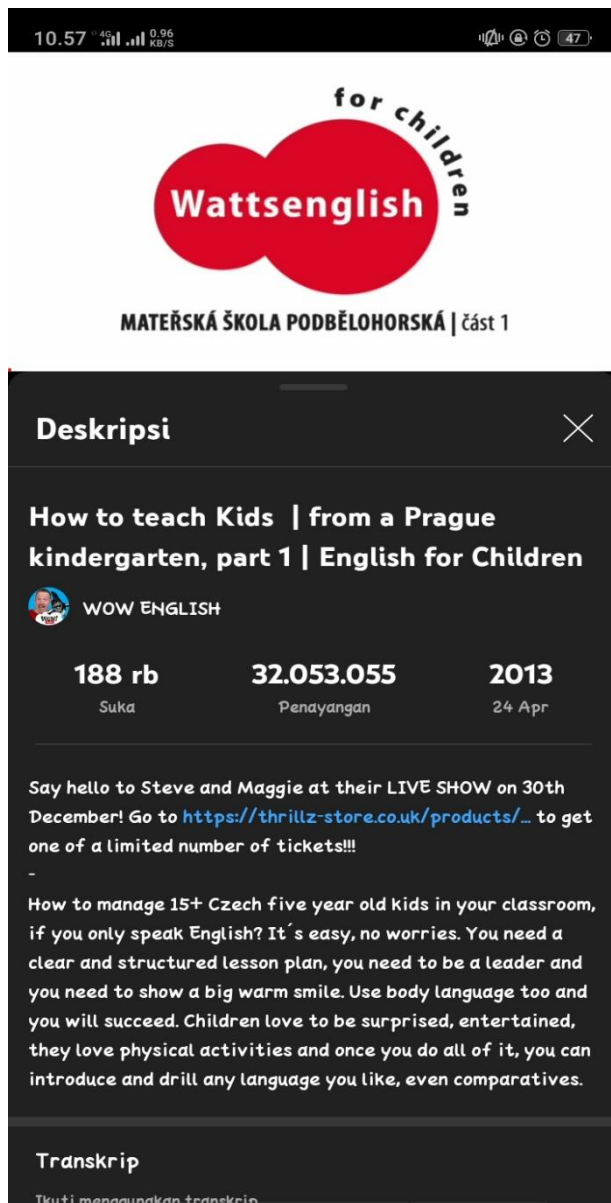 10.57 4G 0.96 KB/S 47
for children
Wattsenglish
MATEŘSKÁ ŠKOLA PODBĚLOHORSKÁ | část 1
Deskripsi
How to teach Kids | from a Prague
kindergarten, part 1 | English for Children
WOW ENGLISH
188 rb 32.053.055 2013
Suka Penayangan 24 Apr
Say hello to Steve and Maggie at their LIVE SHOW on 30th
December! Go to https://thrillz-store.co.uk/products/... to get
one of a limited number of tickets!!!
-
How to manage 15+ Czech five year old kids in your classroom,
if you only speak English? It´s easy, no worries. You need a
clear and structured lesson plan, you need to be a leader and
you need to show a big warm smile. Use body language too and
you will succeed. Children love to be surprised, entertained,
they love physical activities and once you do all of it, you can
introduce and drill any language you like, even comparatives.
Transkrip
Ikuti menggunakan transkrip